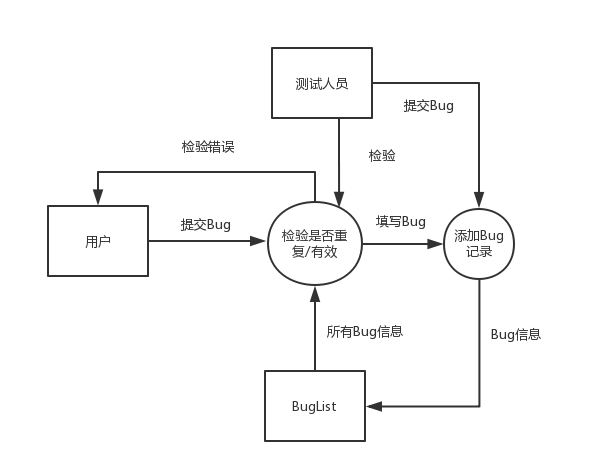 测试人员
提交Bug
检验错误
检验
用户
提交Bug
检验是否重
复/有效
填写Bug
添加Bug
记录
所有Bug信息
Bug信息
BugList